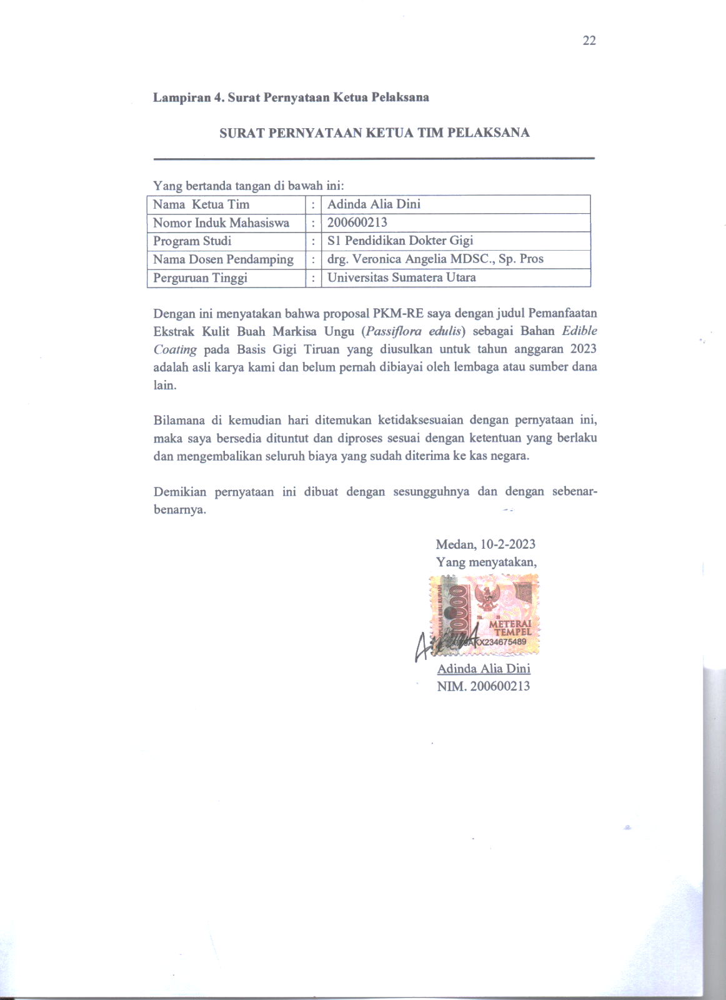 22
Lampiran 4. Surat Pernyataan Ketua Pelaksana
SURAT PERNYATAAN KETUA TIM PELAKSANA
Yang bertanda tangan di bawah ini:
Nama Ketua Tim : Adinda Alia Dini
Nomor Induk Mahasiswa : 200600213
Program Studi : S1 Pendidikan Dokter Gigi
Nama Dosen Pendamping : drg. Veronica Angelia MDSC., Sp. Pros
Perguruan Tinggi : Universitas Sumatera Utara
Dengan ini menyatakan bahwa proposal PKM-RE saya dengan judul Pemanfaatan
Ekstrak Kulit Buah Markisa Ungu (Passiflora edulis) sebagai Bahan Edible
Coating pada Basis Gigi Tiruan yang diusulkan untuk tahun anggaran 2023
adalah asli karya kami dan belum pernah dibiayai oleh lembaga atau sumber dana
lain.
Bilamana di kemudian hari ditemukan ketidaksesuaian dengan pernyataan ini,
maka saya bersedia dituntut dan diproses sesuai dengan ketentuan yang berlaku
dan mengembalikan seluruh biaya yang sudah diterima ke kas negara.
Demikian pernyataan ini dibuat dengan sesungguhnya dan dengan sebenar-
benarnya.
Medan, 10-2-2023
Yang menyatakan,
10000
METERAI
TEMPEL
X234675489
Adinda Alia Dini
NIM. 200600213